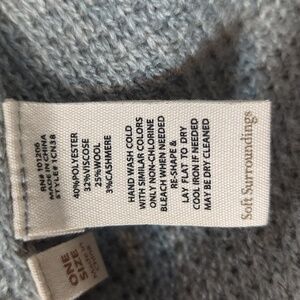 RN# 101206
MADE IN CHINA
STYLE# 1CN38
40%POLYESTER
32%VISCOSE
25%WOOL
3%CASHMERE
HAND WASH COLD
WITH SIMILAR COLORS
ONLY NON-CHLORINE
BLEACH WHEN NEEDED
RE-SHAPE &
LAY FLAT TO DRY
COOL IRON IF NEEDED
MAY BE DRY CLEANED
Soft Surroundings
ONE
SIZE